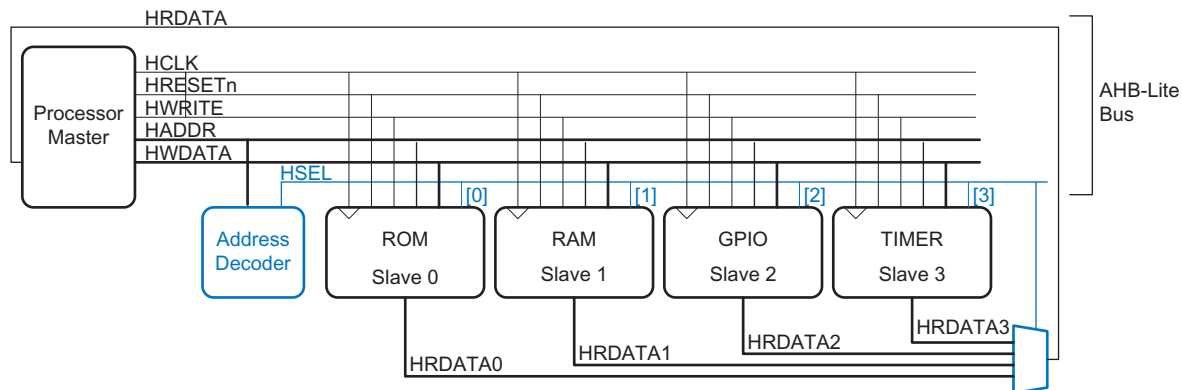 HRDATA
HCLK
HRESETn
HWRITE
HADDR
HWDATA
Processor
Master
AHB-Lite
Bus
HSEL
[0]
[1]
[2]
[3]
Address
Decoder
ROM
Slave 0
RAM
Slave 1
GPIO
Slave 2
TIMER
Slave 3
HRDATA3
HRDATA2
HRDATA1
HRDATA0